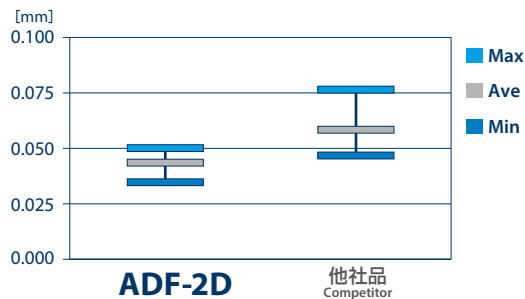 [mm]
0.100
0.075
0.050
0.025
0.000
Max
Ave
Min
ADF-2D
他社品
Competitor